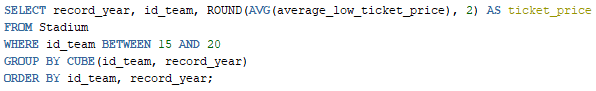 SELECT record_year, id_team, ROUND(AVG(average_low_ticket_price), 2) AS ticket_price
FROM Stadium
WHERE id_team BETWEEN 15 AND 20
GROUP BY CUBE(id_team, record_year)
ORDER BY id_team, record_year;